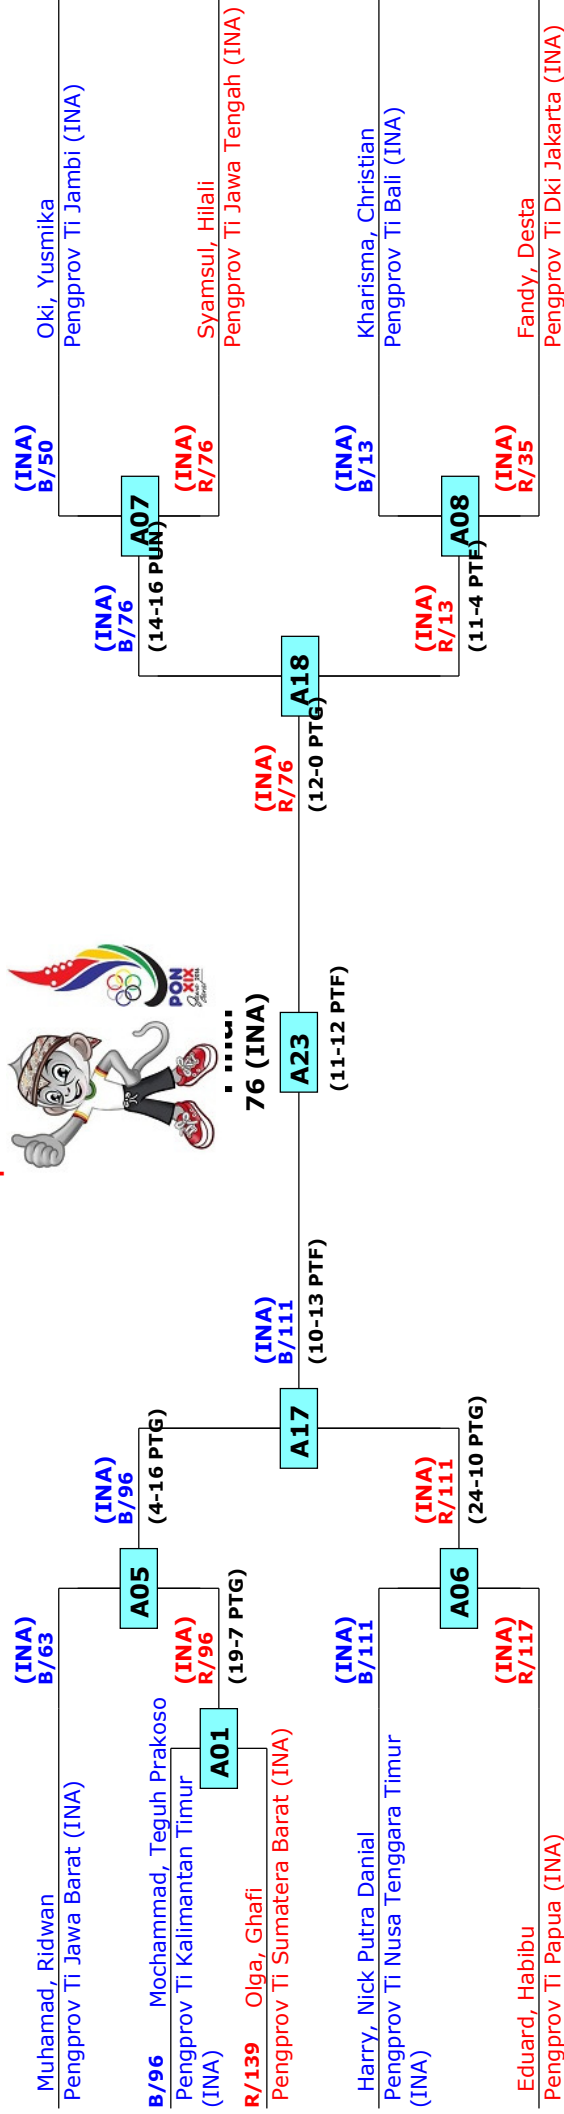 Muhamad, Ridwan
Pengprov Ti Jawa Barat (INA)
(INA)
B/63
B/96 Mochammad, Teguh Prakoso
Pengprov Ti Kalimantan Timur
(INA)
R/139 Olga, Ghafi
Pengprov Ti Sumatera Barat (INA)
A01
(INA)
R/96
(19-7 PTG)
A05
(INA)
B/96
(4-16 PTG)
Harry, Nick Putra Danial
Pengprov Ti Nusa Tenggara Timur
(INA)
(INA)
B/111
Eduard, Habibu
Pengprov Ti Papua (INA)
(INA)
R/117
A06
(INA)
R/111
(24-10 PTG)
A17
(INA)
B/111
(10-13 PTF)
PON
XIX
76 (INA)
A23
(11-12 PTF)
(INA)
R/76
(12-0 PTG)
A18
(INA)
B/76
(14-16 PUN)
A07
(INA)
B/50
Oki, Yusmika
Pengprov Ti Jambi (INA)
(INA)
R/76
Syamsul, Hilali
Pengprov Ti Jawa Tengah (INA)
(INA)
R/13
(11-4 PTF)
A08
(INA)
B/13
Kharisma, Christian
Pengprov Ti Bali (INA)
(INA)
R/35
Fandy, Desta
Pengprov Ti Dki Jakarta (INA)